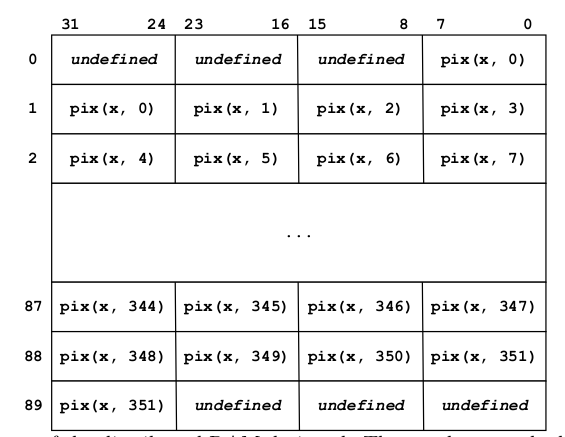 31 24 23 16 15 8 7 0
0 undefined undefined undefined pix(x, 0)
1 pix(x, 0) pix(x, 1) pix(x, 2) pix(x, 3)
2 pix(x, 4) pix(x, 5) pix(x, 6) pix(x, 7)
...
87 pix(x, 344) pix(x, 345) pix(x, 346) pix(x, 347)
88 pix(x, 348) pix(x, 349) pix(x, 350) pix(x, 351)
89 pix(x, 351) undefined undefined undefined